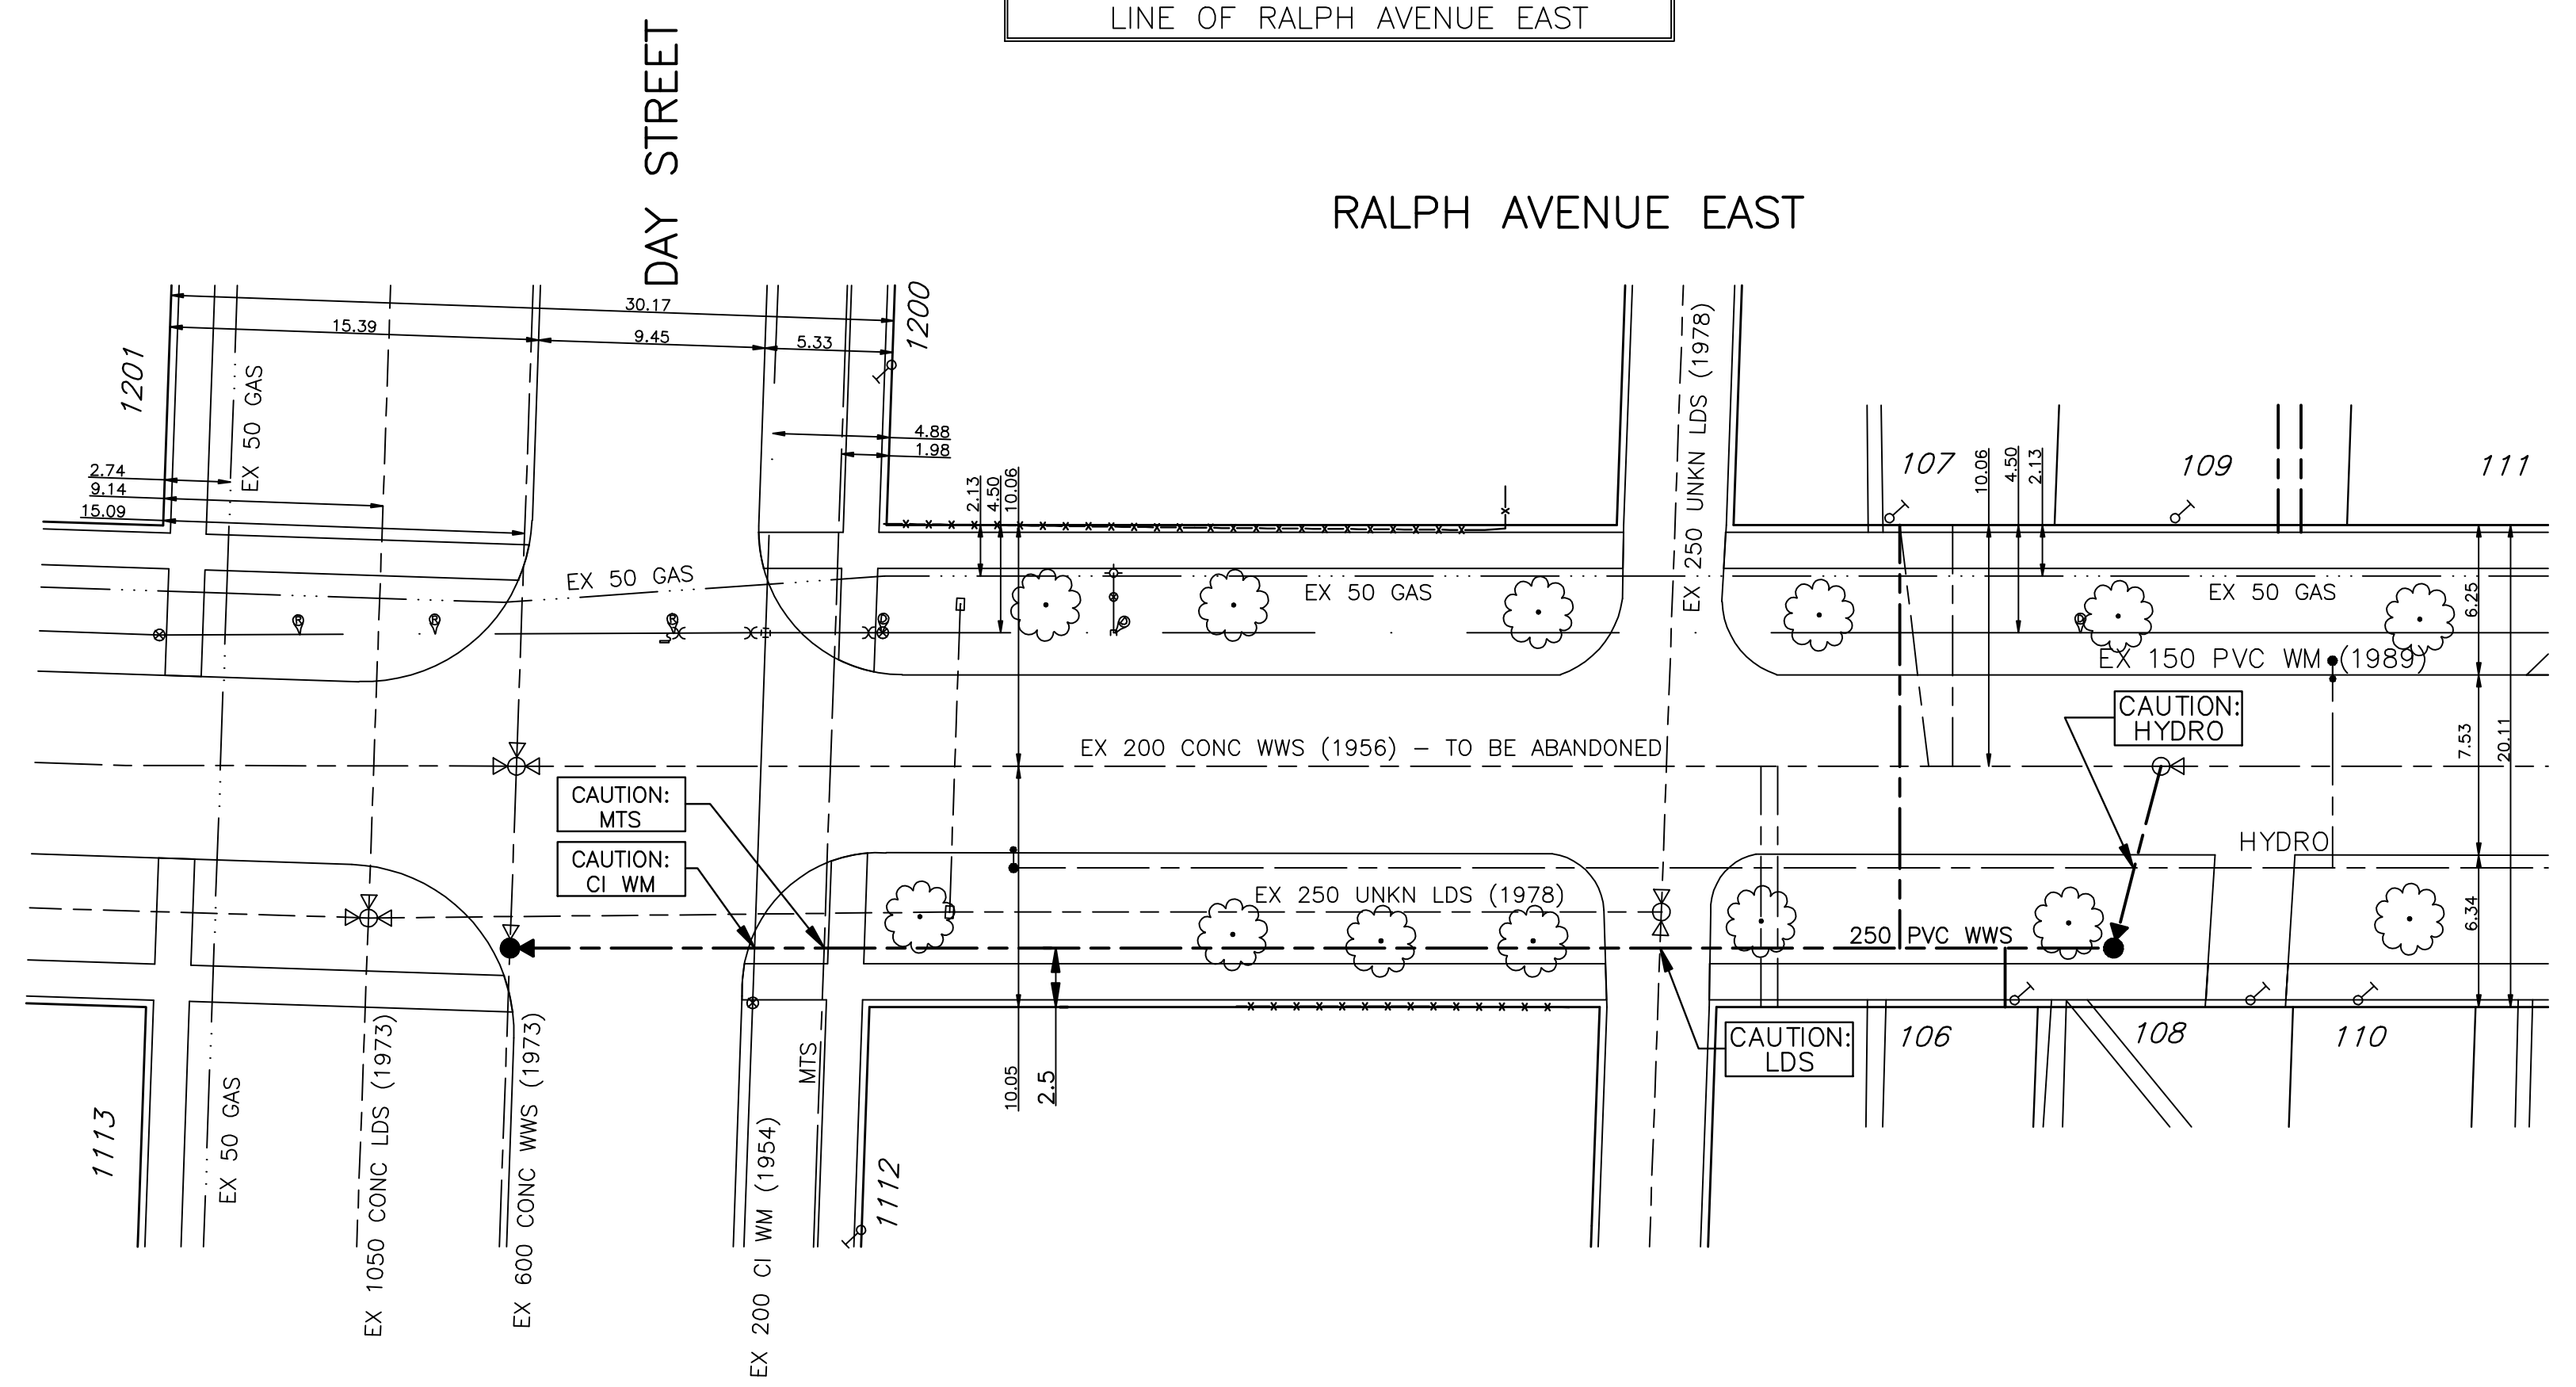 LINE OF RALPH AVENUE EAST
DAY STREET
RALPH AVENUE EAST
30.17
15.39
9.45
5.33
1200
1201
EX 50 GAS
EX 250 UNKN LDS (1978)
4.88
1.98
2.74
9.14
15.09
2.13
4.50
10.06
107
10.06
4.50
2.13
109
111
EX 50 GAS
EX 50 GAS
EX 50 GAS
6.25
EX 150 PVC WM (1989)
CAUTION:
HYDRO
EX 200 CONC WWS (1956) – TO BE ABANDONED
7.53
20.11
CAUTION:
MTS
CAUTION:
CI WM
HYDRO
EX 250 UNKN LDS (1978)
250 PVC WWS
6.34
CAUTION:
LDS
106
108
110
10.05
2.5
1113
EX 50 GAS
EX 1050 CONC LDS (1973)
EX 600 CONC WWS (1973)
EX 200 CI WM (1954)
MTS
1112